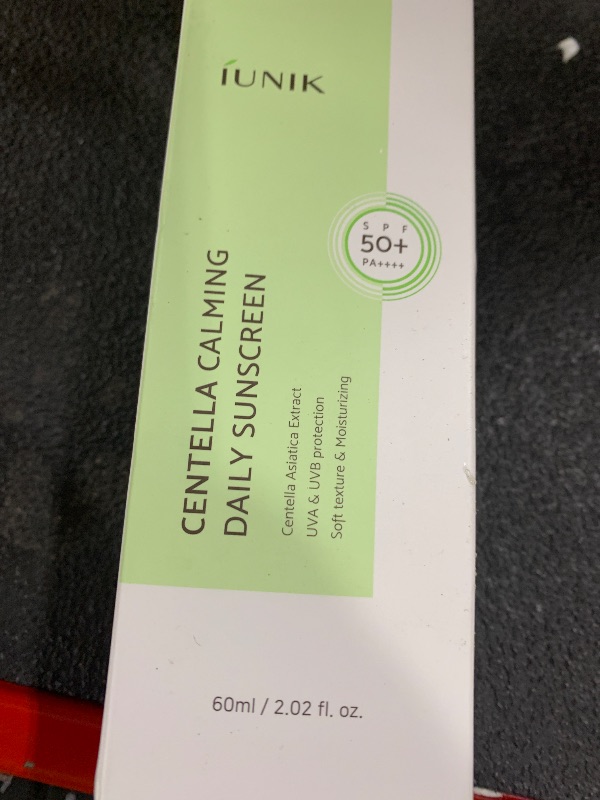 íUNIK
SPF
50+
PA++++
CENTELLA CALMING
DAILY SUNSCREEN
Centella Asiatica Extract
UVA & UVB protection
Soft texture & Moisturizing
60ml / 2.02 fl. oz.